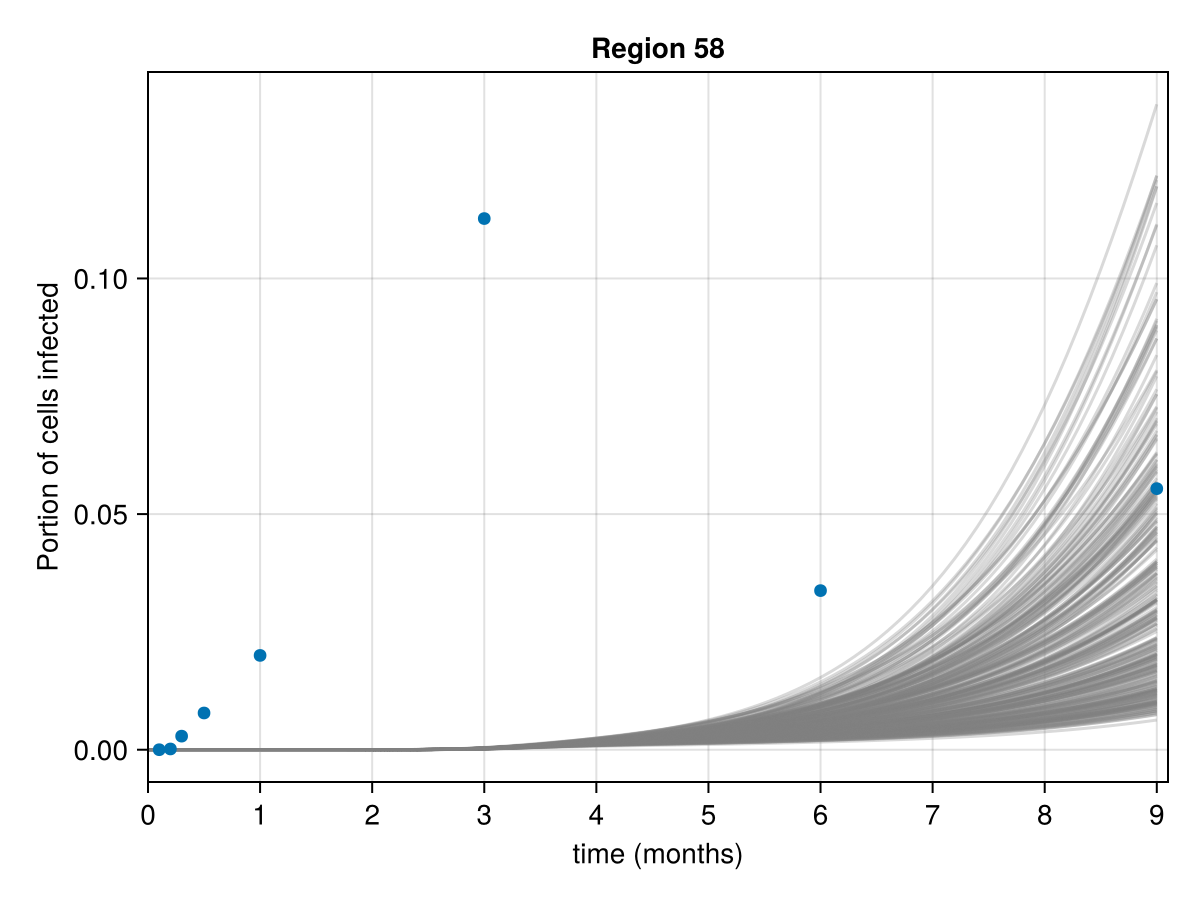 Region 58
Portion of cells infected
0.10
0.05
0.00
0 1 2 3 4 5 6 7 8 9
time (months)